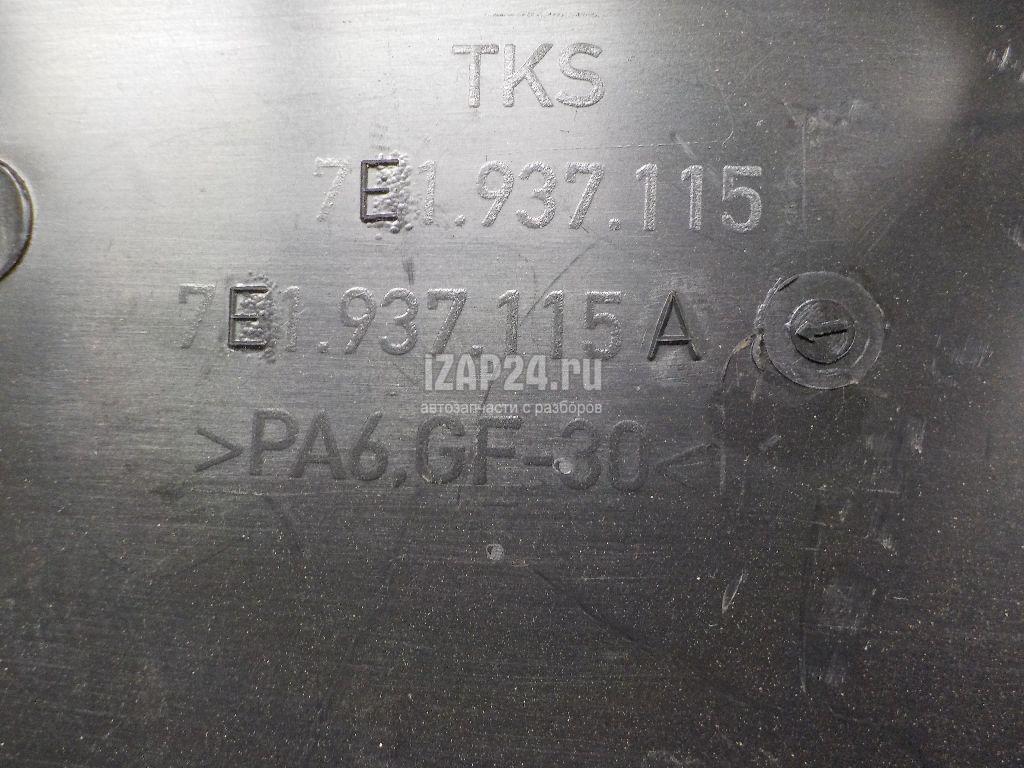 TKS
7E1.937.115
7E1.937.115 A
iZAP24.ru
автозапчасти с разборов
>PA6.GF-30<